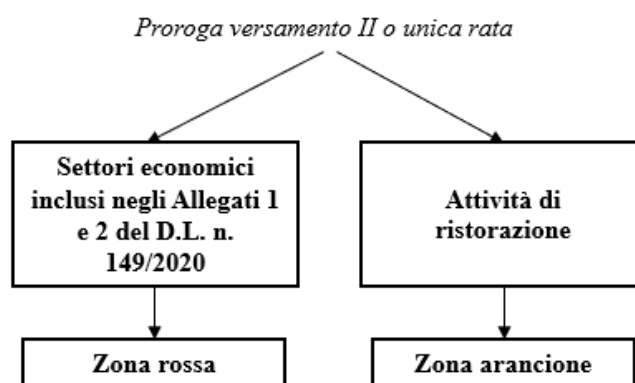 Proroga versamento II o unica rata
Settori economici
inclusi negli Allegati 1
e 2 del D.L. n.
149/2020
Attività di
ristorazione
Zona rossa
Zona arancione